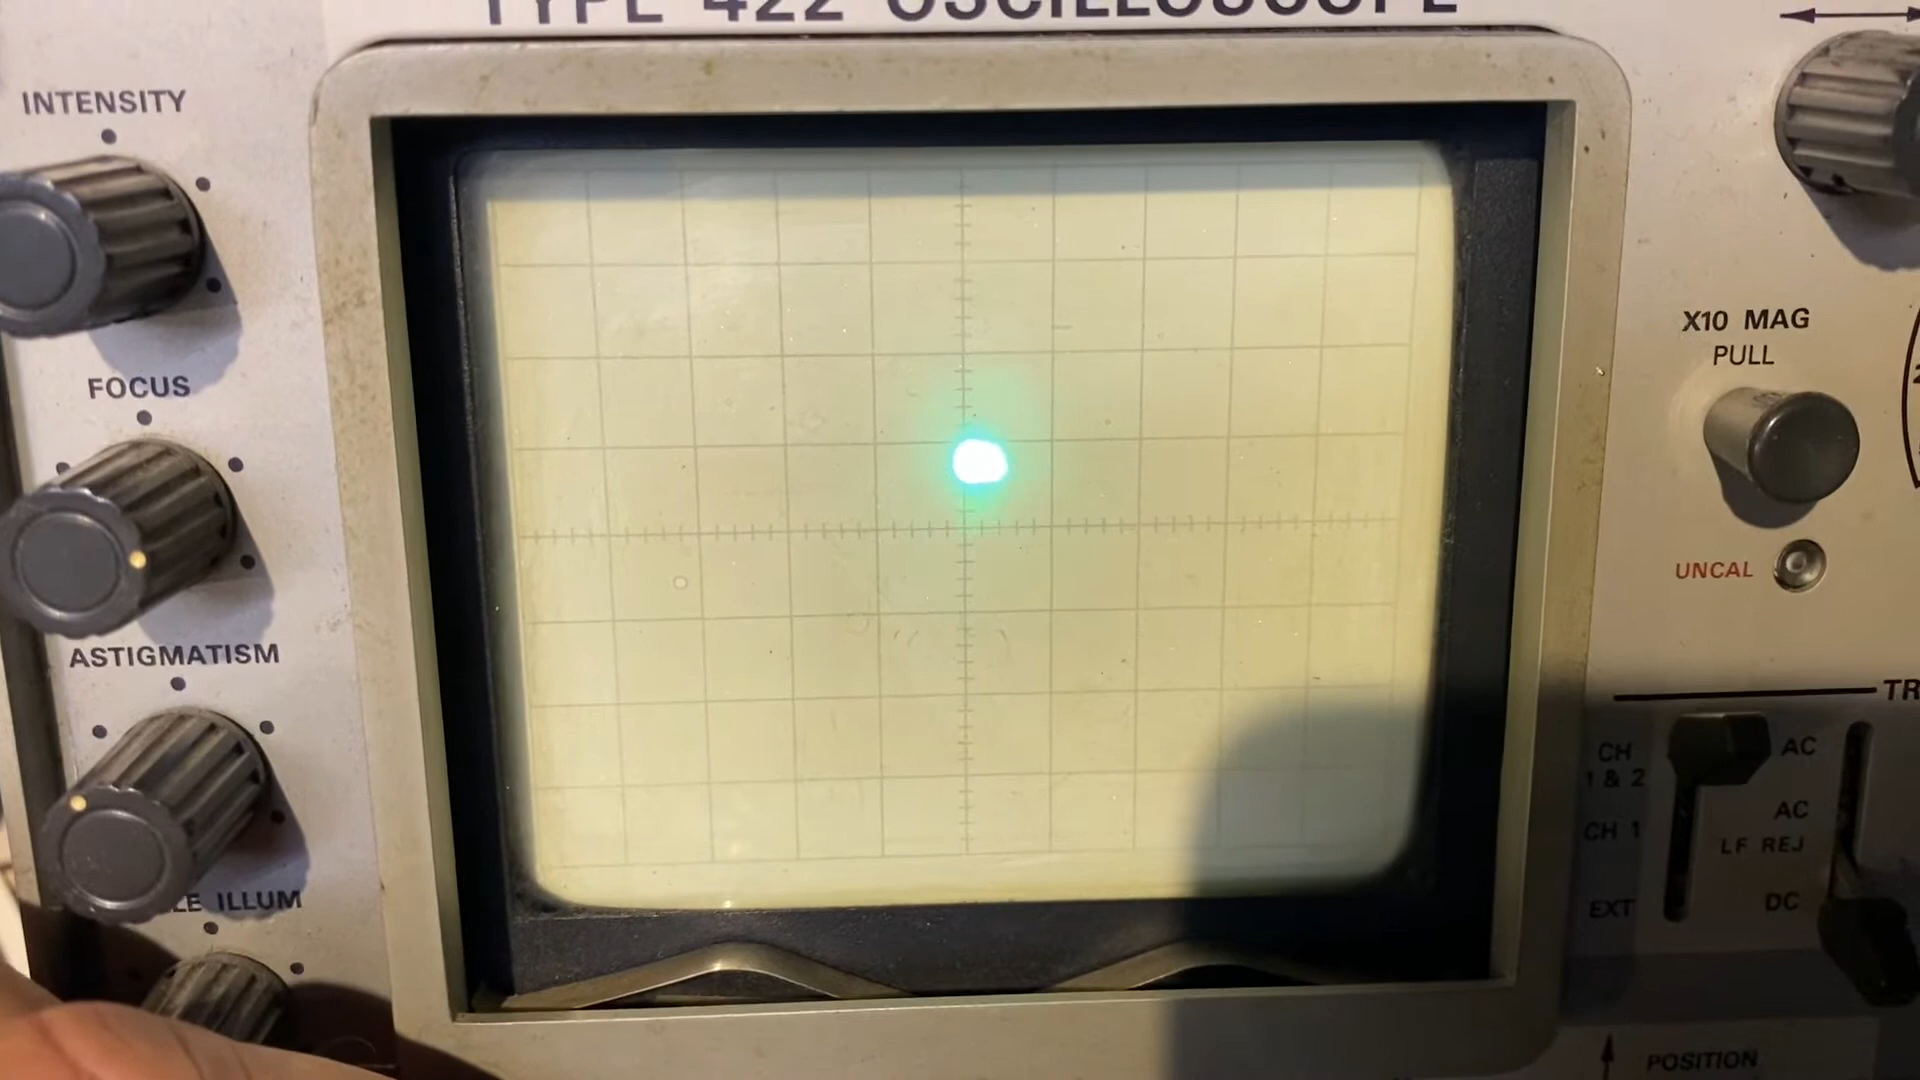 TYPE 422 OSCILLOSCOPE
INTENSITY
FOCUS
ASTIGMATISM
ILLUM
X10 MAG
PULL
UNCAL
TR
CH
1 & 2
CH 1
EXT
AC
AC
LF REJ
DC
POSITION